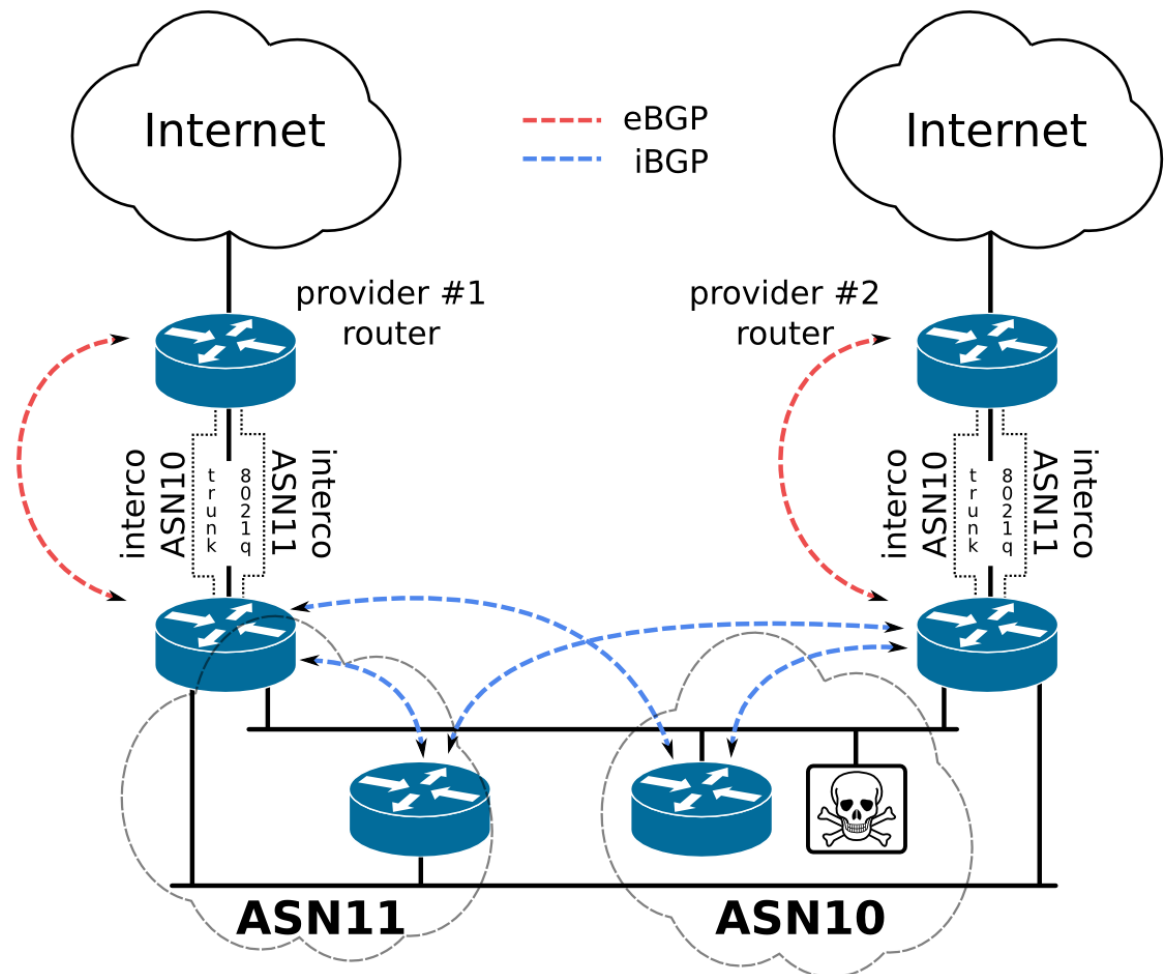 Internet
Internet
eBGP
iBGP
provider #1
router
provider #2
router
interco
ASN10
trunk
8021q
interco
ASN11
interco
ASN10
trunk
8021q
interco
ASN11
ASN11
ASN10